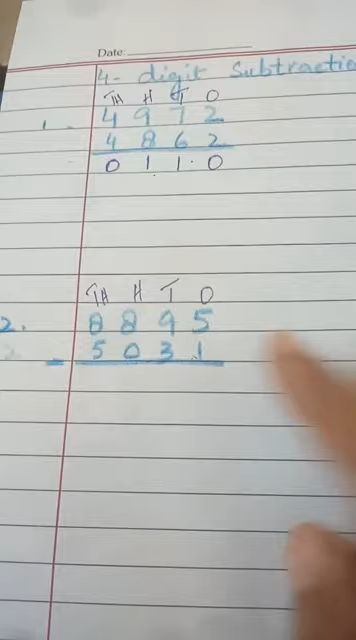 Date:
4- digit Subtractio
TH H T O
1. 4 9 7 2
4 8 6 2
0 1 1 0
TH H T O
2. 8 8 9 5
- 5 0 3 1